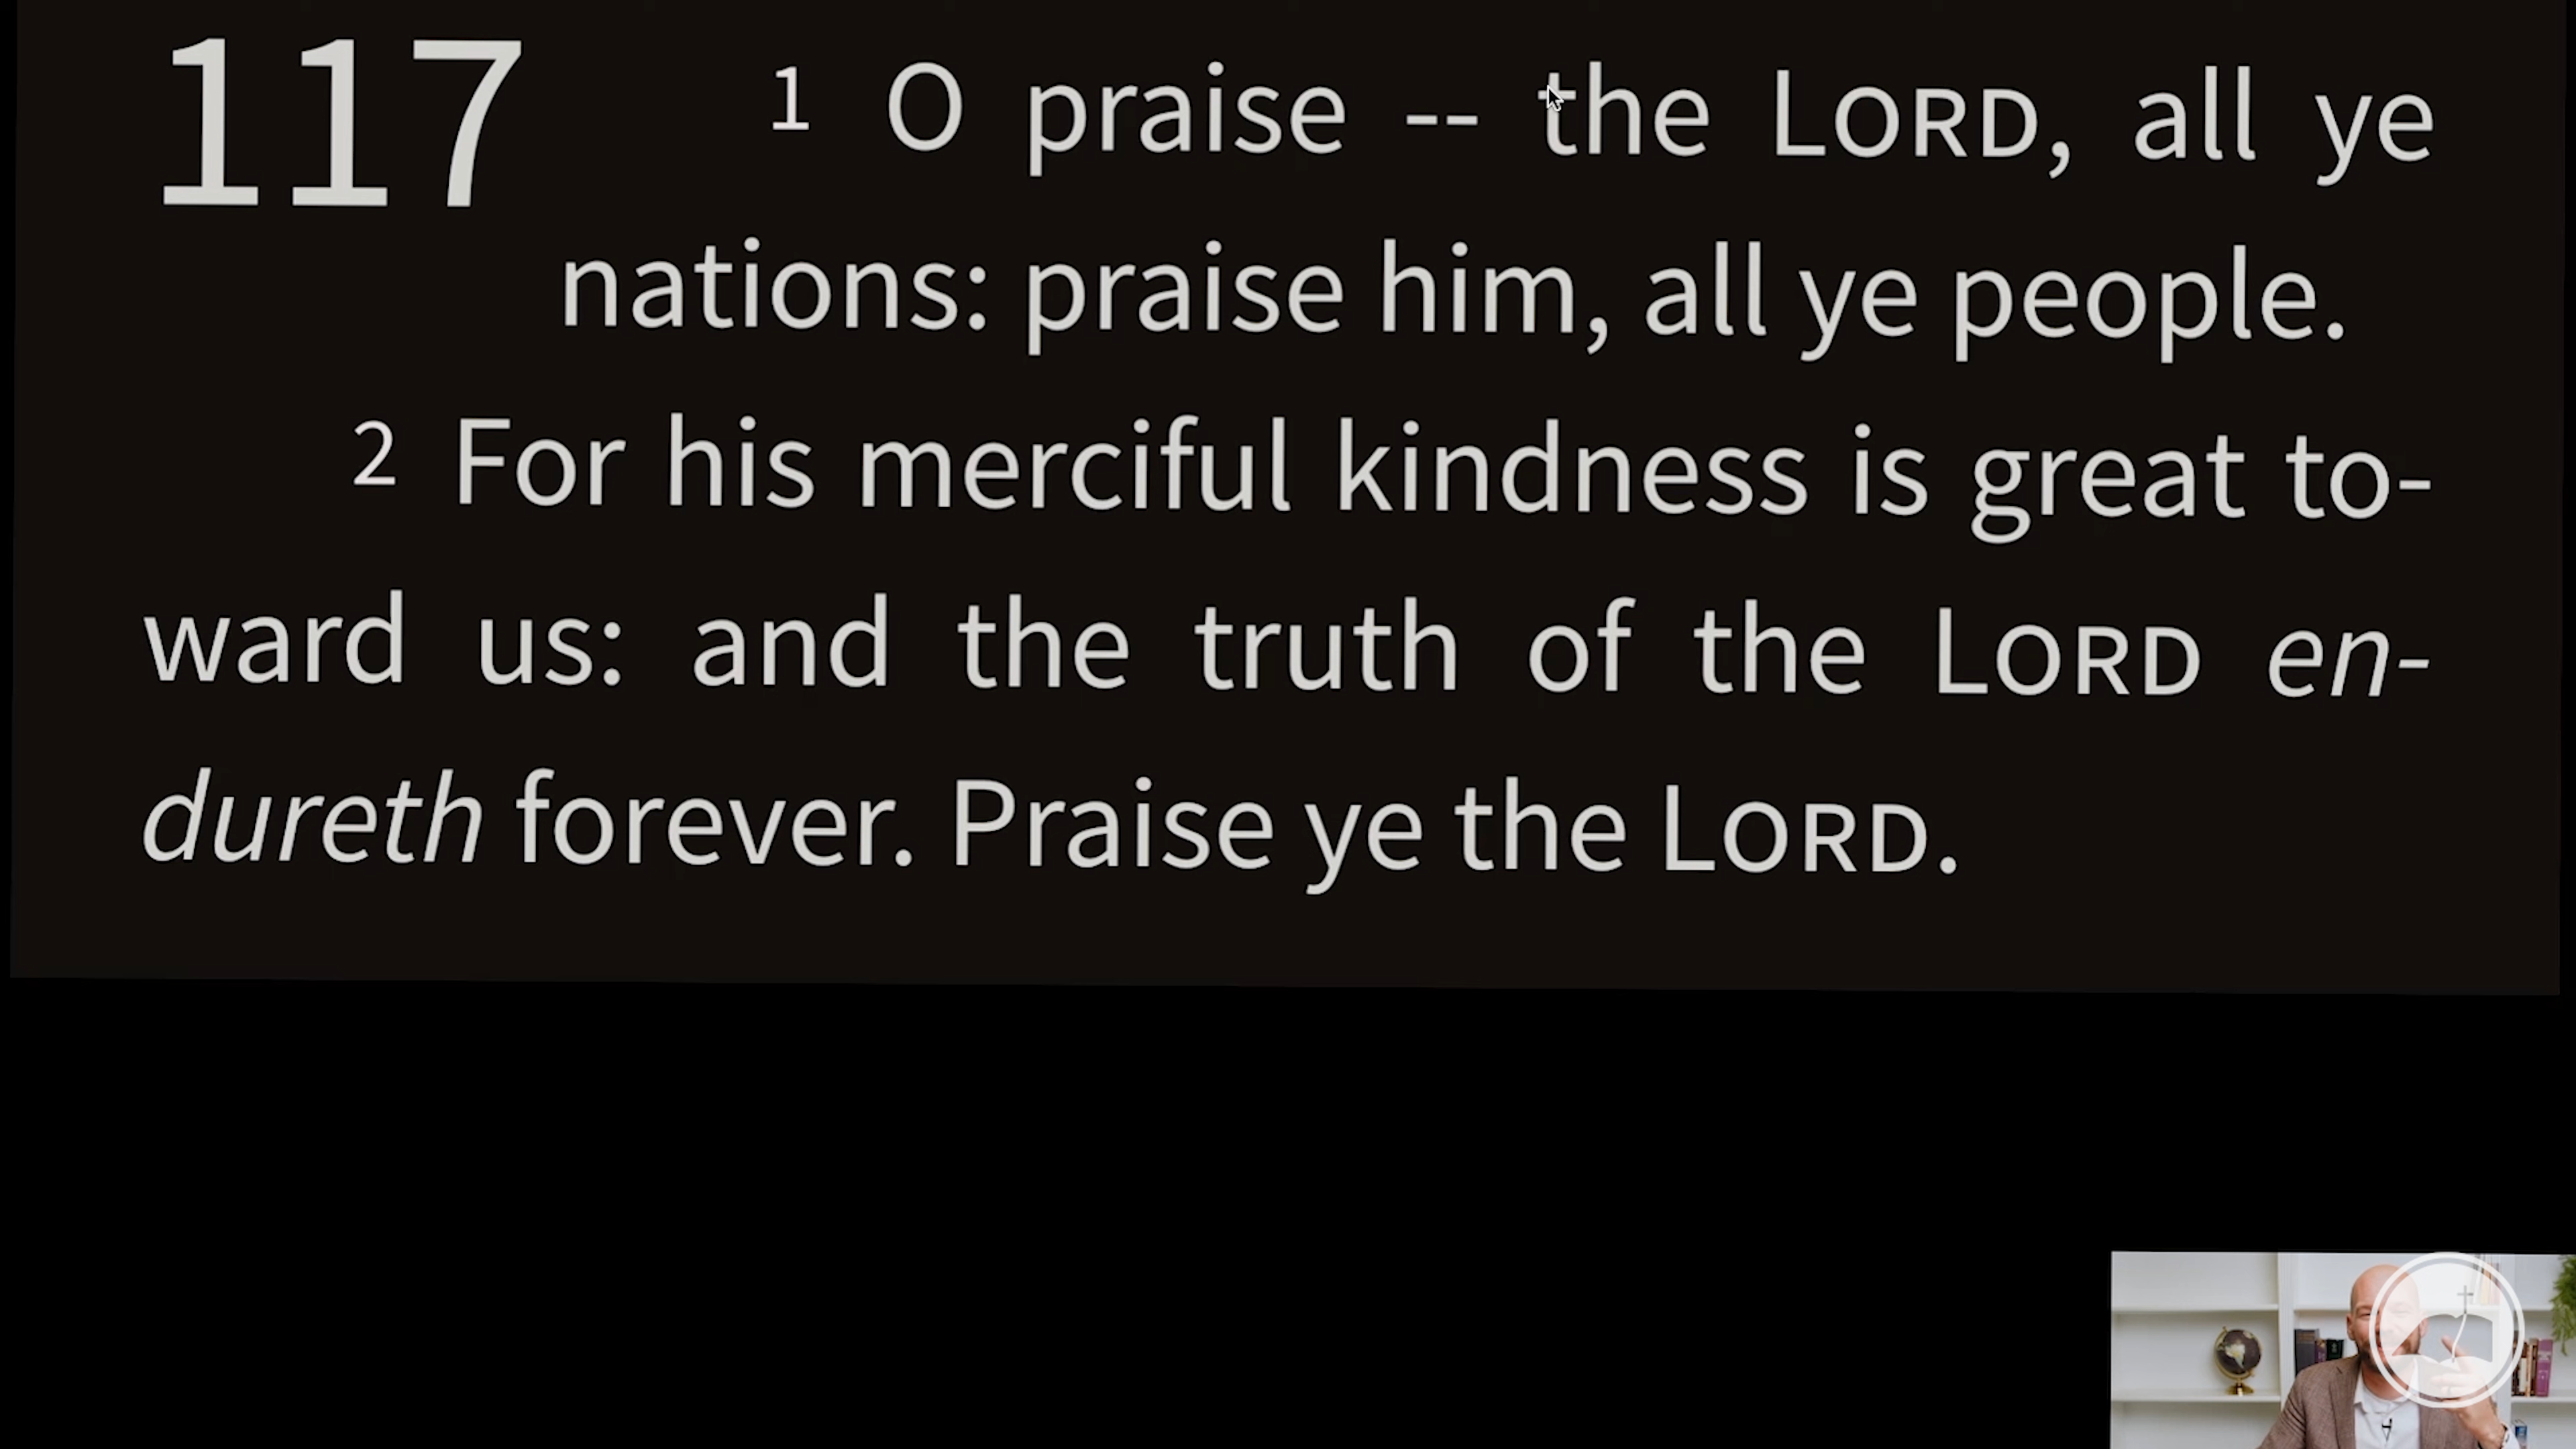 117 1 O praise -- the LORD, all ye
nations: praise him, all ye people.
2 For his merciful kindness is great to-
ward us: and the truth of the LORD en-
dureth forever. Praise ye the LORD.